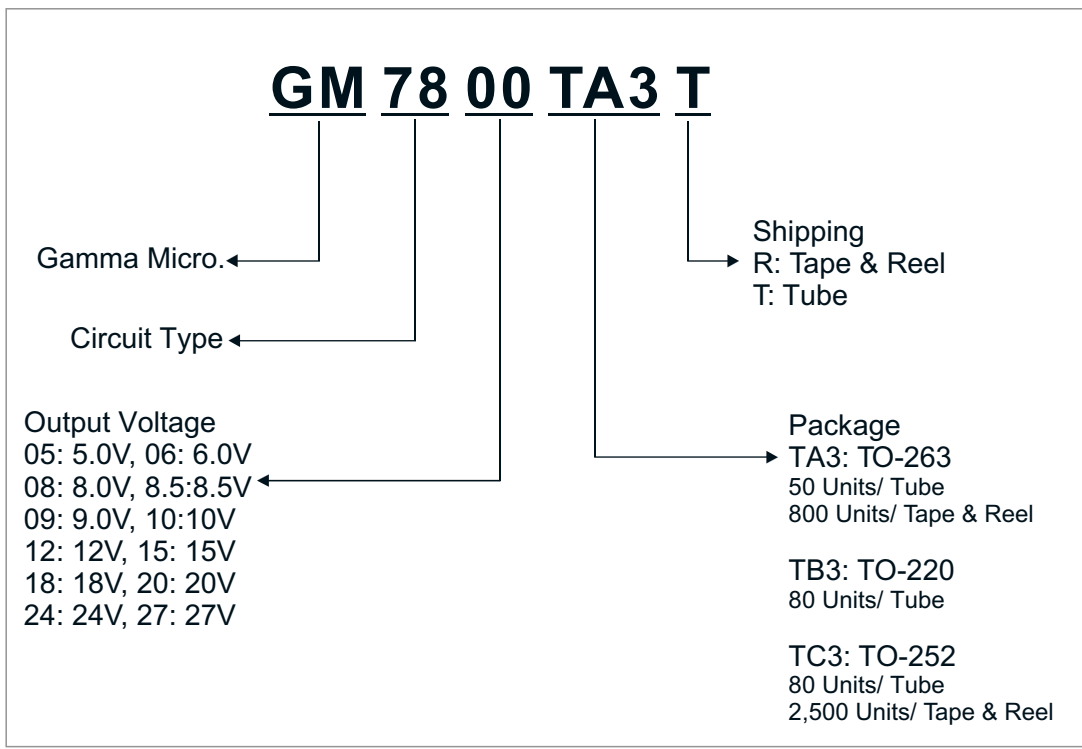 GM 78 00 TA3 T
Gamma Micro.
Circuit Type
Output Voltage
05: 5.0V, 06: 6.0V
08: 8.0V, 8.5:8.5V
09: 9.0V, 10:10V
12: 12V, 15: 15V
18: 18V, 20: 20V
24: 24V, 27: 27V
Shipping
R: Tape & Reel
T: Tube
Package
TA3: TO-263
50 Units/ Tube
800 Units/ Tape & Reel
TB3: TO-220
80 Units/ Tube
TC3: TO-252
80 Units/ Tube
2,500 Units/ Tape & Reel